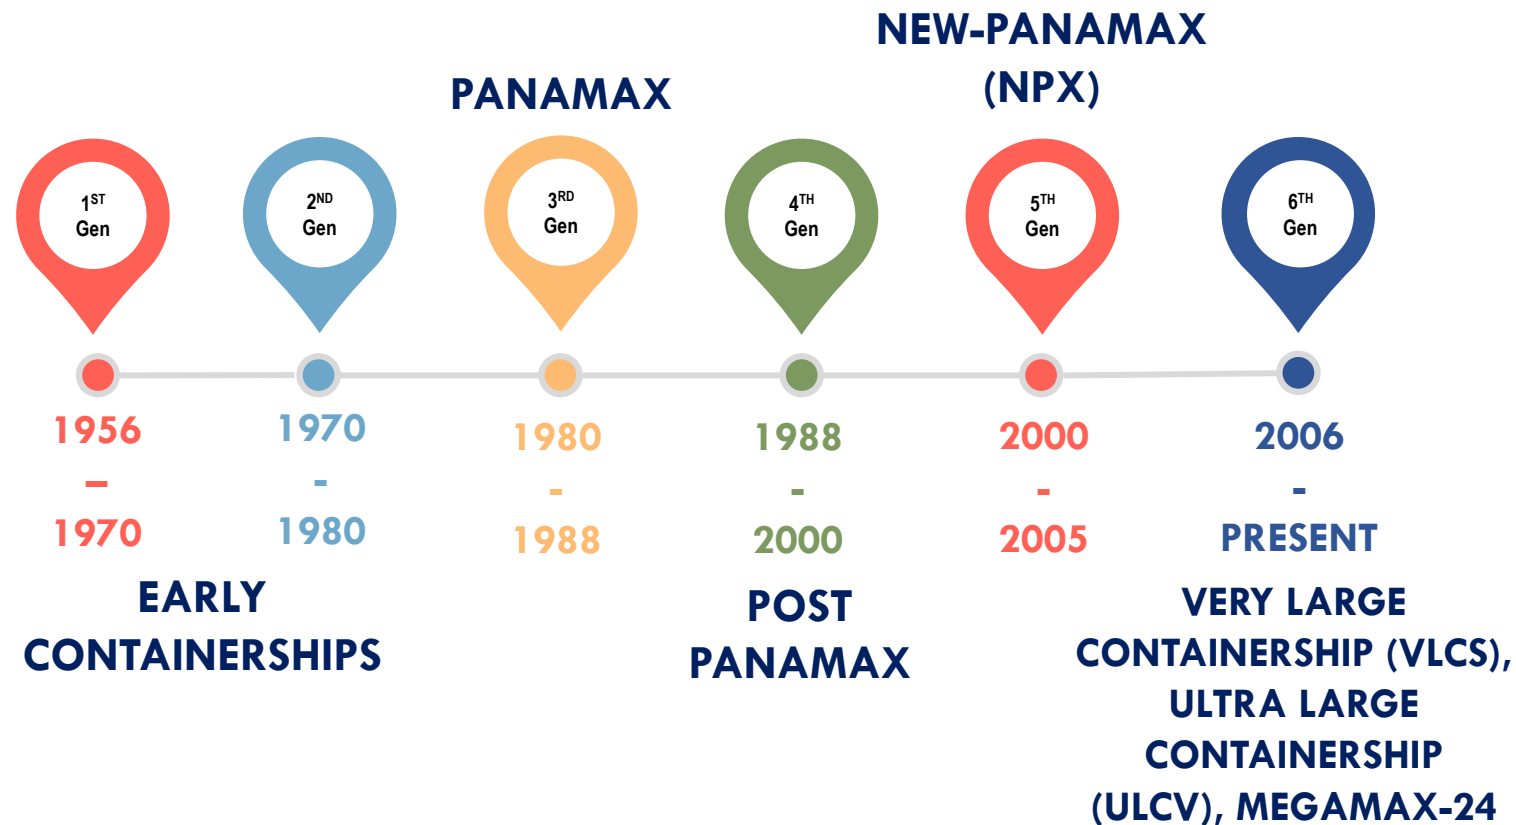 NEW-PANAMAX
(NPX)
PANAMAX
1ST
Gen
2ND
Gen
3RD
Gen
4TH
Gen
5TH
Gen
6TH
Gen
1956
–
1970
1970
-
1980
1980
-
1988
1988
-
2000
2000
-
2005
2006
-
PRESENT
EARLY
CONTAINERSHIPS
POST
PANAMAX
VERY LARGE
CONTAINERSHIP (VLCS),
ULTRA LARGE
CONTAINERSHIP
(ULCV), MEGAMAX-24